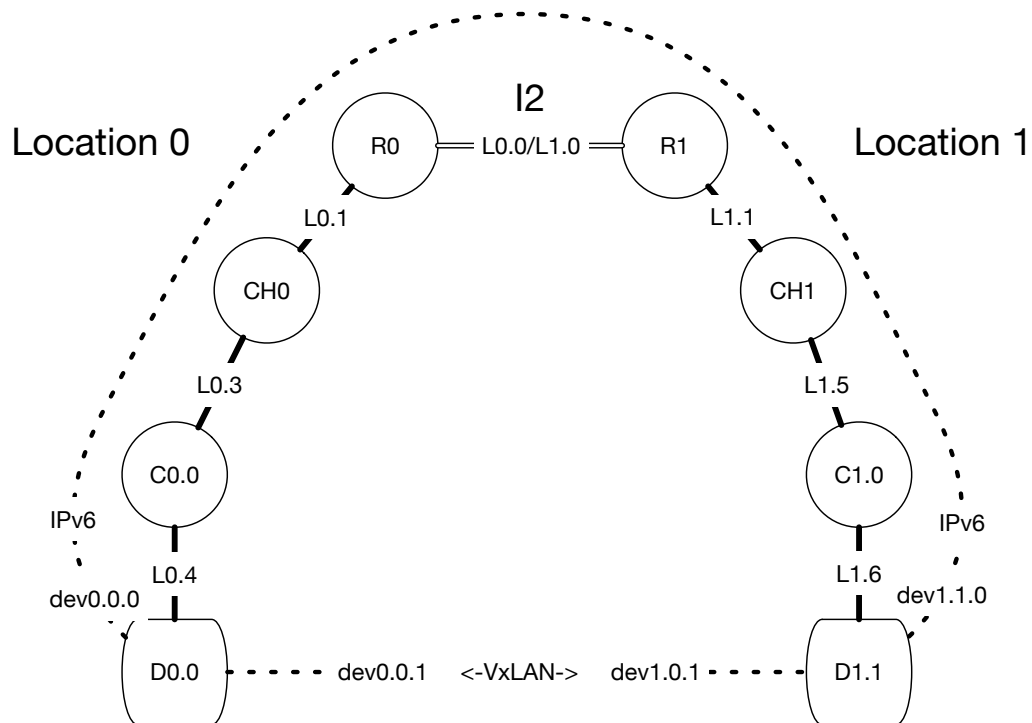 I2
Location 0
Location 1
R0
L0.0/L1.0
R1
L0.1
L1.1
CH0
CH1
L0.3
L1.5
C0.0
C1.0
IPv6
IPv6
L0.4
L1.6
dev0.0.0
dev1.1.0
D0.0
dev0.0.1
<-VxLAN->
dev1.0.1
D1.1